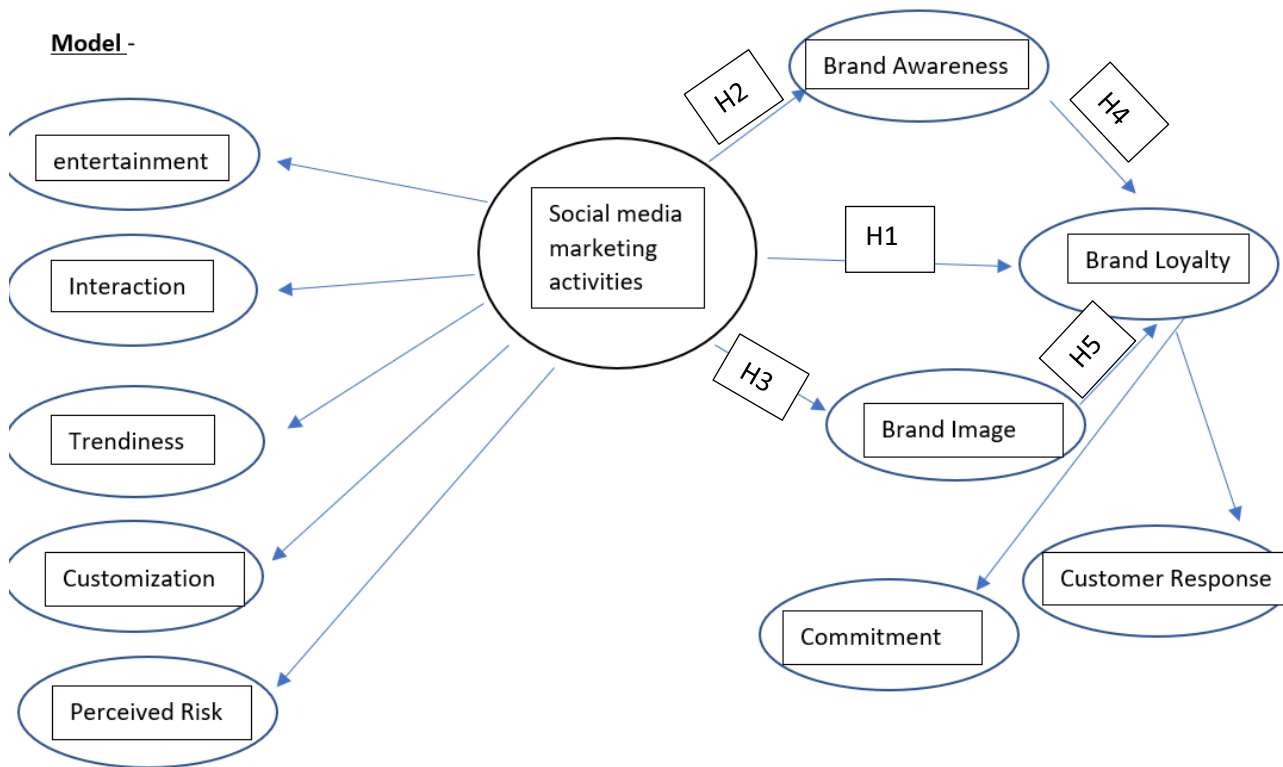 Model -
entertainment
Interaction
Trendiness
Customization
Perceived Risk
Social media
marketing
activities
H2
H1
H3
Brand Awareness
H4
Brand Loyalty
H5
Brand Image
Commitment
Customer Response